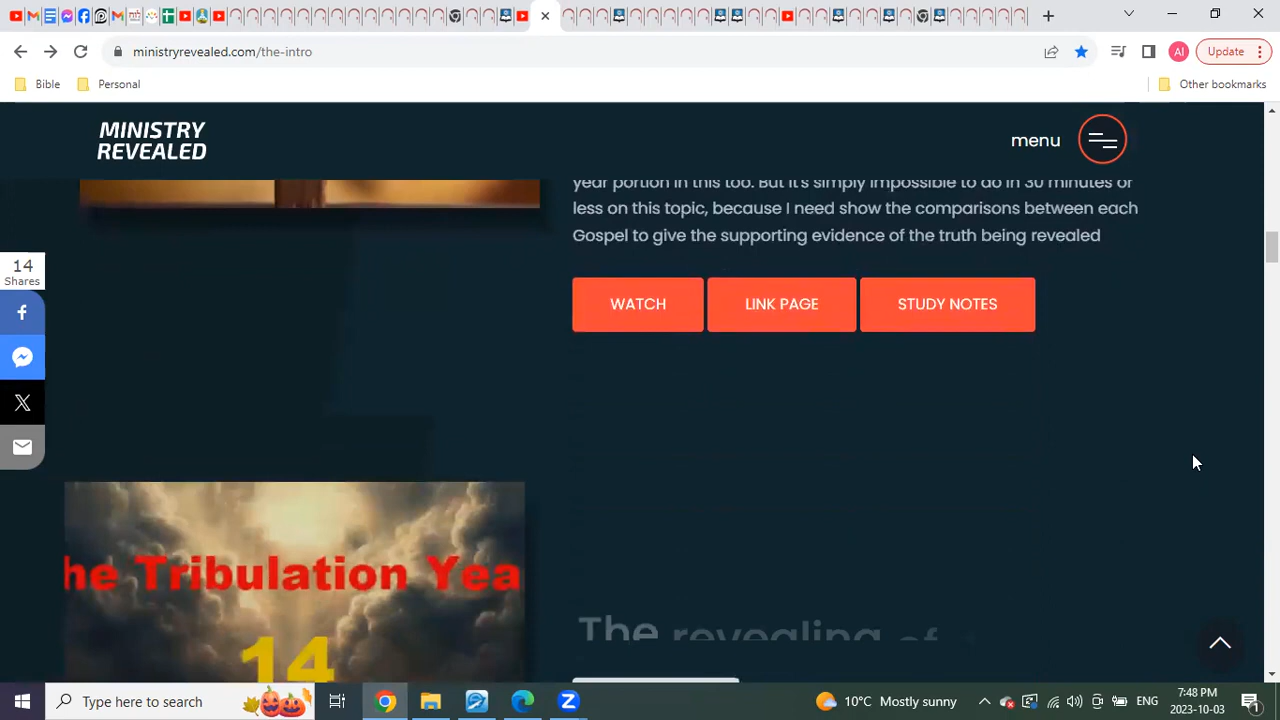 ministryrevealed.com/the-intro
Update
Bible
Personal
Other bookmarks
MINISTRY
REVEALED
menu
year portion in this too. But it's simply impossible to do in 30 minutes or
less on this topic, because I need show the comparisons between each
Gospel to give the supporting evidence of the truth being revealed
14
Shares
WATCH
LINK PAGE
STUDY NOTES
he Tribulation Yea
14
The revealing of
Type here to search
10°C Mostly sunny
ENG
7:48 PM
2023-10-03